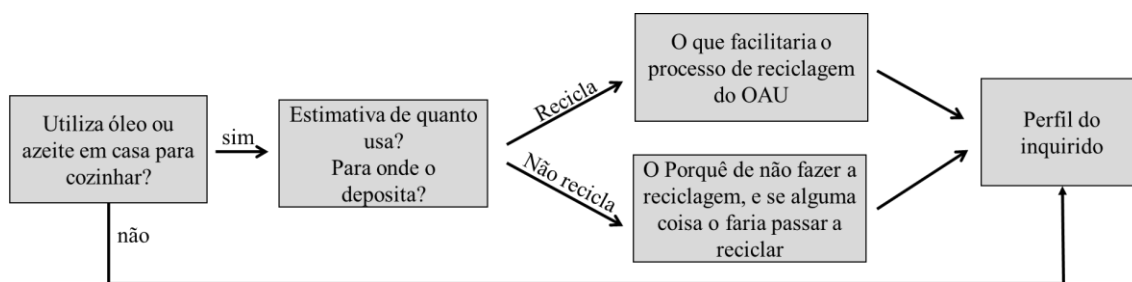 Utiliza óleo ou
azeite em casa para
cozinhar?
sim
não
Estimativa de quanto
usa?
Para onde o
deposita?
Recicla
Não recicla
O que facilitaria o
processo de reciclagem
do OAU
O Porquê de não fazer a
reciclagem, e se alguma
coisa o faria passar a
reciclar
Perfil do
inquirido